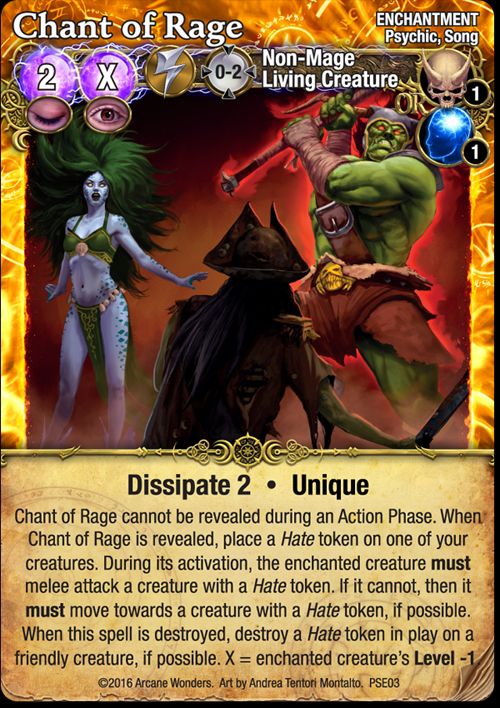 Chant of Rage
ENCHANTMENT
Psychic, Song
2
X
0-2
Non-Mage
Living Creature
1
OR
1
Dissipate 2 • Unique
Chant of Rage cannot be revealed during an Action Phase. When
Chant of Rage is revealed, place a Hate token on one of your
creatures. During its activation, the enchanted creature must
melee attack a creature with a Hate token. If it cannot, then it
must move towards a creature with a Hate token, if possible.
When this spell is destroyed, destroy a Hate token in play on a
friendly creature, if possible. X = enchanted creature's Level -1.
©2016 Arcane Wonders. Art by Andrea Tentori Montalto. PSE03